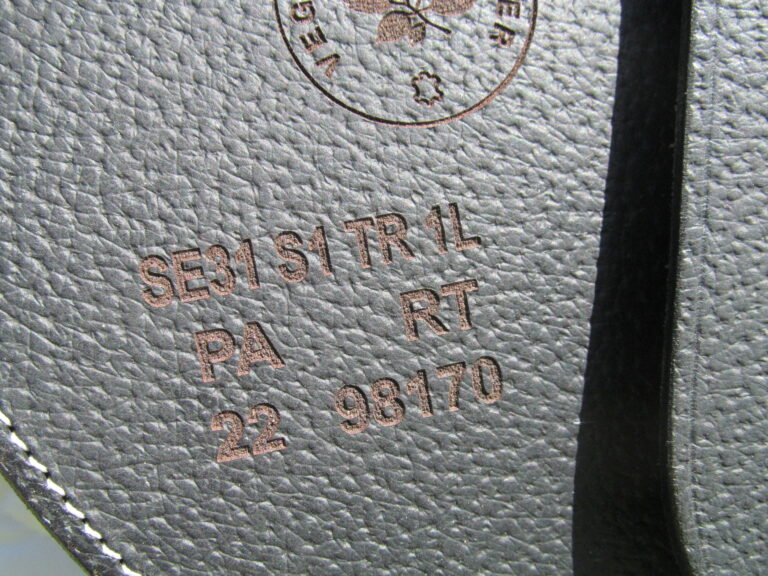 SE31 S1 TR 1L
PA RT
22 98170